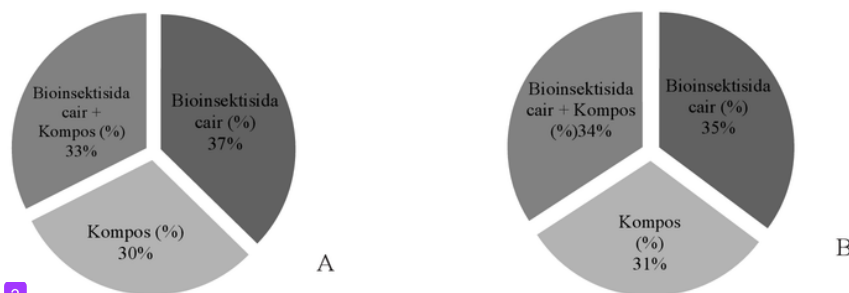 Bioinsektisida
cair +
Kompos (%)
33%
Bioinsektisida
cair (%)
37%
Kompos (%)
30%
A
Bioinsektisida
cair + Kompos
(%)34%
Bioinsektisida
cair (%)
35%
Kompos
(%)
31%
B